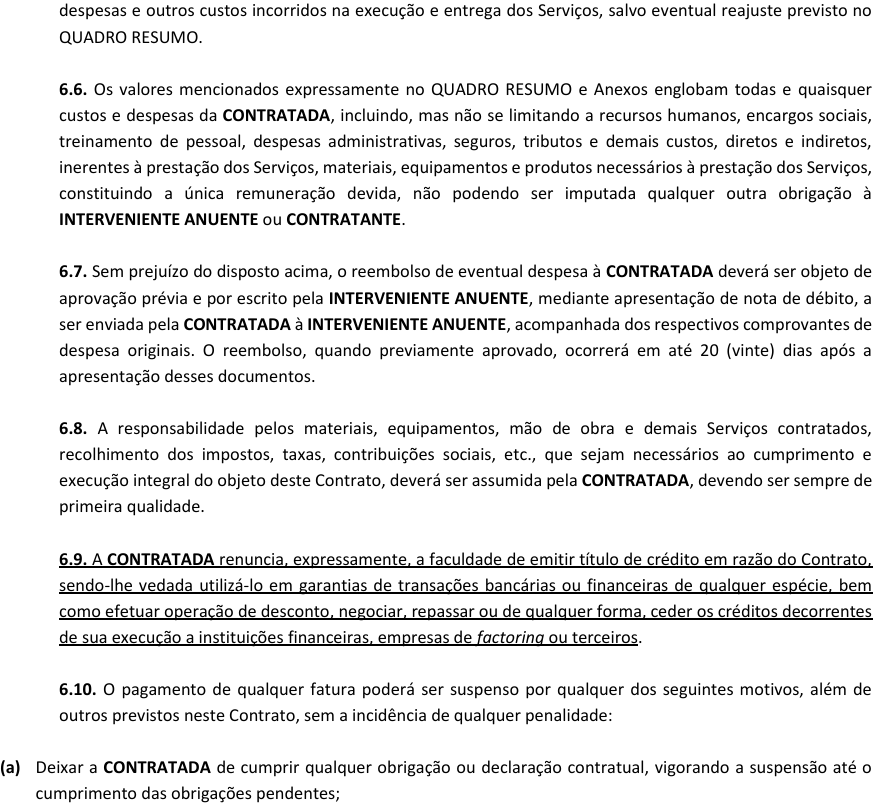 despesas e outros custos incorridos na execução e entrega dos Serviços, salvo eventual reajuste previsto no
QUADRO RESUMO.
6.6. Os valores mencionados expressamente no QUADRO RESUMO e Anexos englobam todas e quaisquer
custos e despesas da CONTRATADA, incluindo, mas não se limitando a recursos humanos, encargos sociais,
treinamento de pessoal, despesas administrativas, seguros, tributos e demais custos, diretos e indiretos,
inerentes à prestação dos Serviços, materiais, equipamentos e produtos necessários à prestação dos Serviços,
constituindo a única remuneração devida, não podendo ser imputada qualquer outra obrigação à
INTERVENIENTE ANUENTE ou CONTRATANTE.
6.7. Sem prejuízo do disposto acima, o reembolso de eventual despesa à CONTRATADA deverá ser objeto de
aprovação prévia e por escrito pela INTERVENIENTE ANUENTE, mediante apresentação de nota de débito, a
ser enviada pela CONTRATADA à INTERVENIENTE ANUENTE, acompanhada dos respectivos comprovantes de
despesa originais. O reembolso, quando previamente aprovado, ocorrerá em até 20 (vinte) dias após a
apresentação desses documentos.
6.8. A responsabilidade pelos materiais, equipamentos, mão de obra e demais Serviços contratados,
recolhimento dos impostos, taxas, contribuições sociais, etc., que sejam necessários ao cumprimento e
execução integral do objeto deste Contrato, deverá ser assumida pela CONTRATADA, devendo ser sempre de
primeira qualidade.
6.9. A CONTRATADA renuncia, expressamente, a faculdade de emitir título de crédito em razão do Contrato,
sendo-lhe vedada utilizá-lo em garantias de transações bancárias ou financeiras de qualquer espécie, bem
como efetuar operação de desconto, negociar, repassar ou de qualquer forma, ceder os créditos decorrentes
de sua execução a instituições financeiras, empresas de factoring ou terceiros.
6.10. O pagamento de qualquer fatura poderá ser suspenso por qualquer dos seguintes motivos, além de
outros previstos neste Contrato, sem a incidência de qualquer penalidade:
(a) Deixar a CONTRATADA de cumprir qualquer obrigação ou declaração contratual, vigorando a suspensão até o
cumprimento das obrigações pendentes;